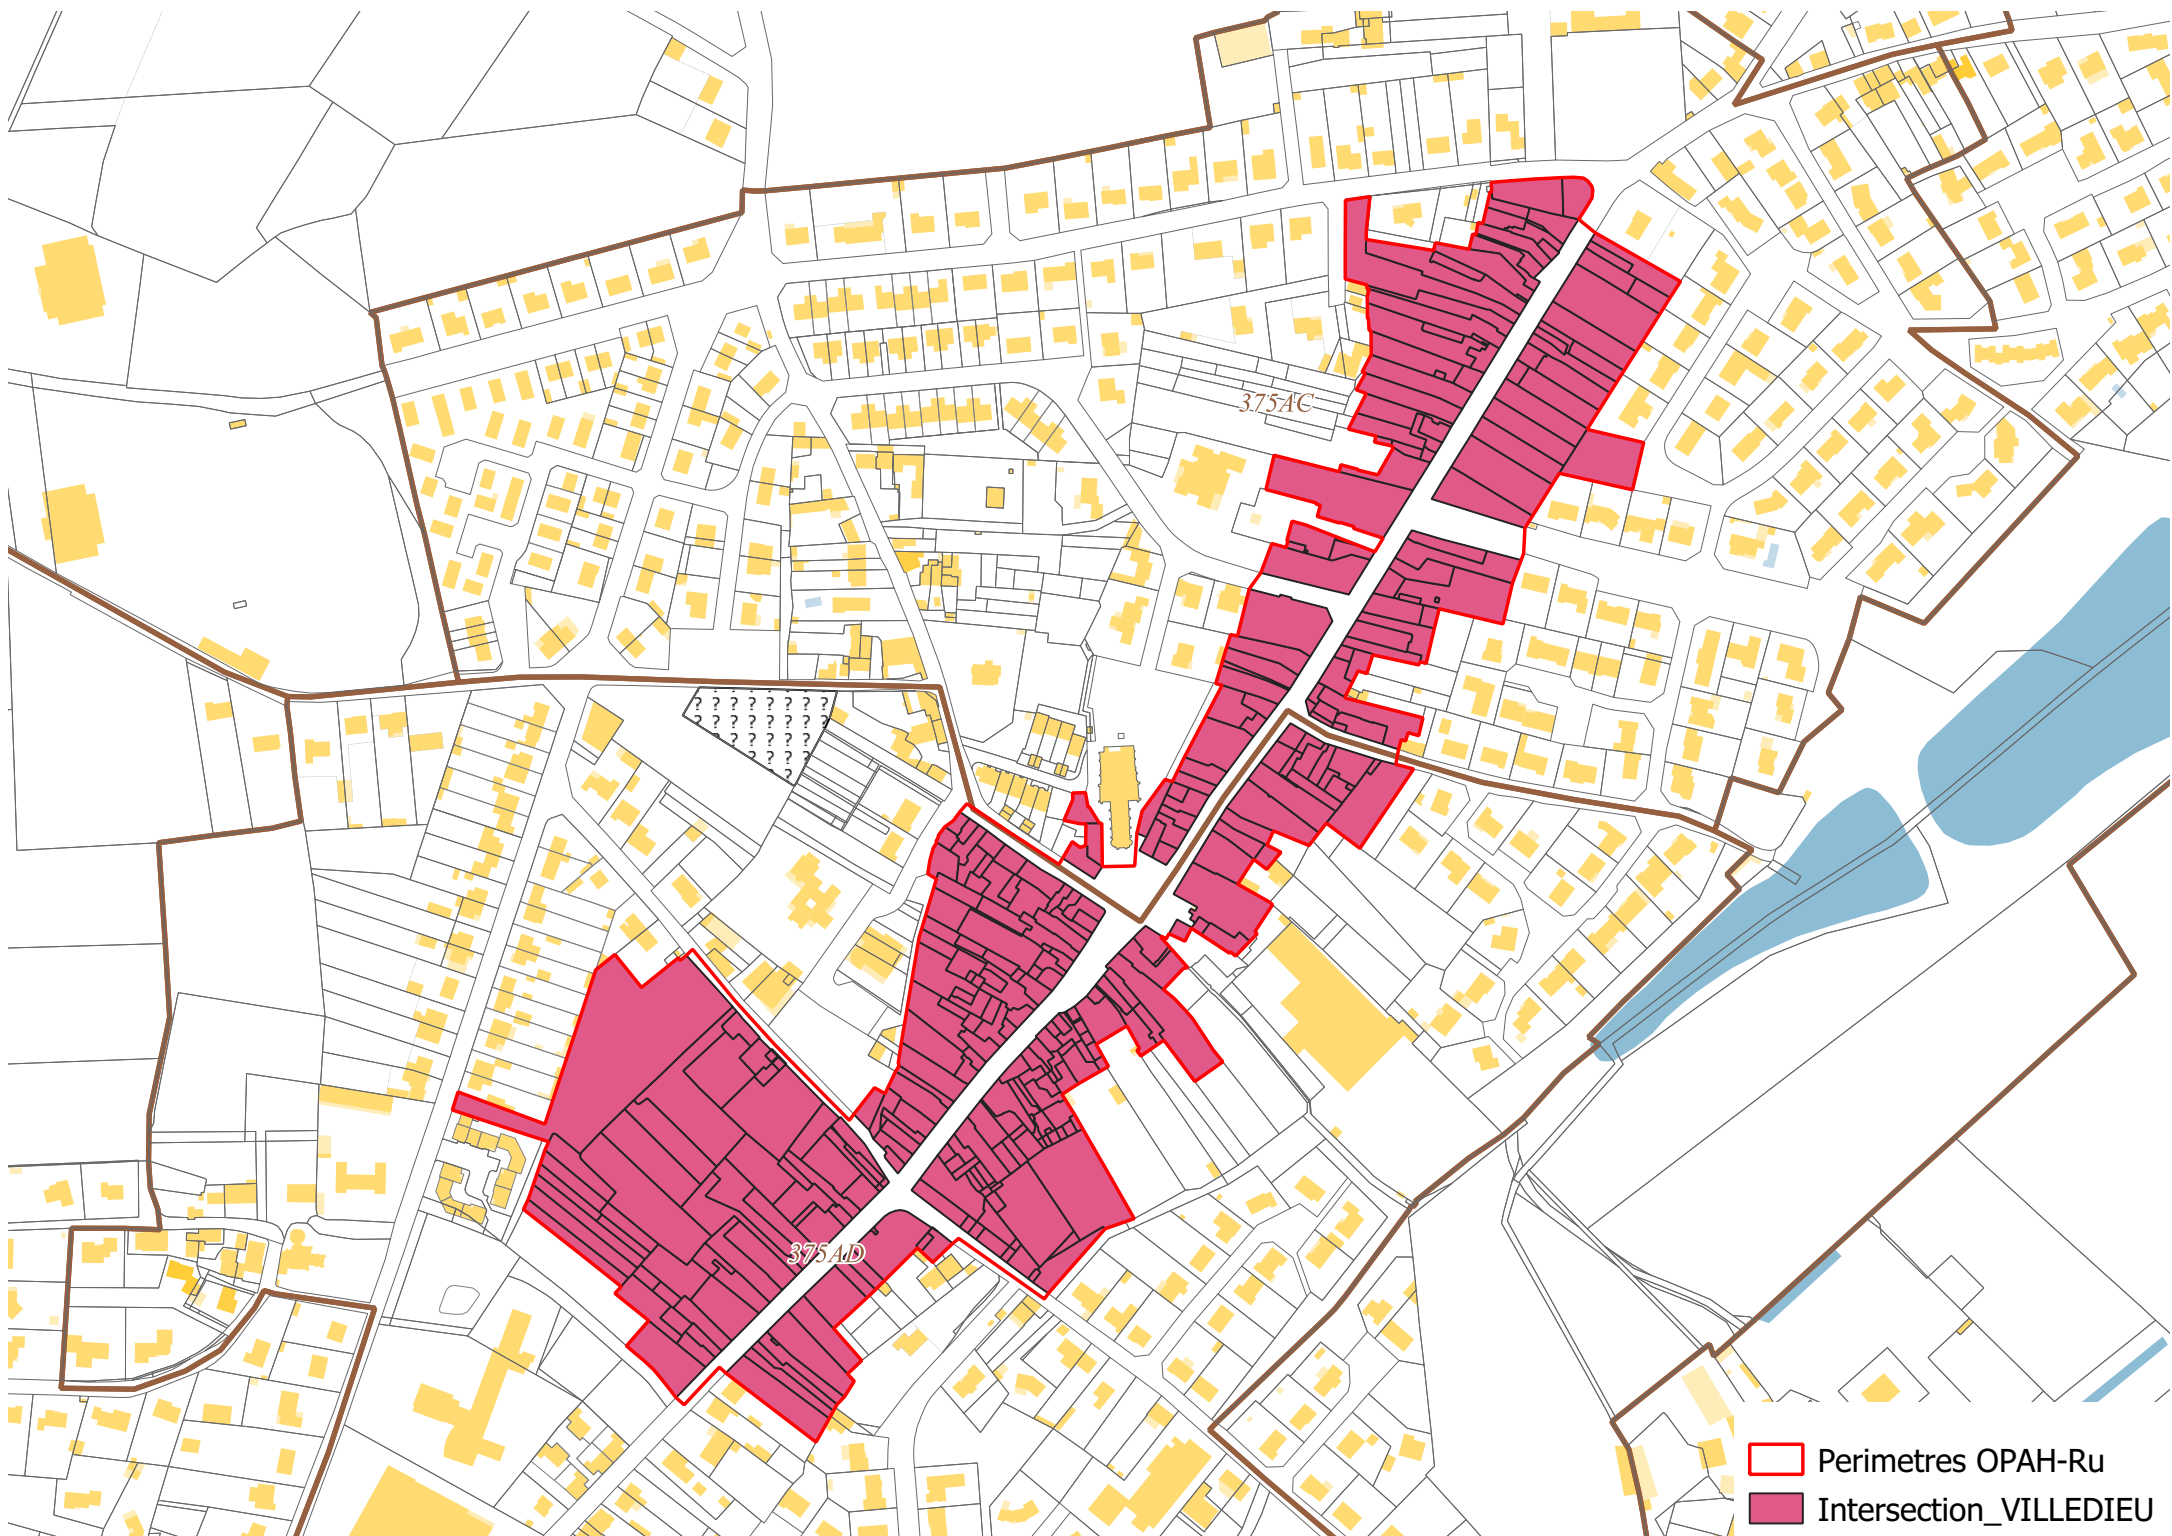 375AC
? ? ? ? ? ? ? ?
? ? ? ? ? ? ? ?
? ? ? ? ? ? ?
? ? ? ? ?
?
375AD
Perimetres OPAH-Ru
Intersection_VILLEDIEU